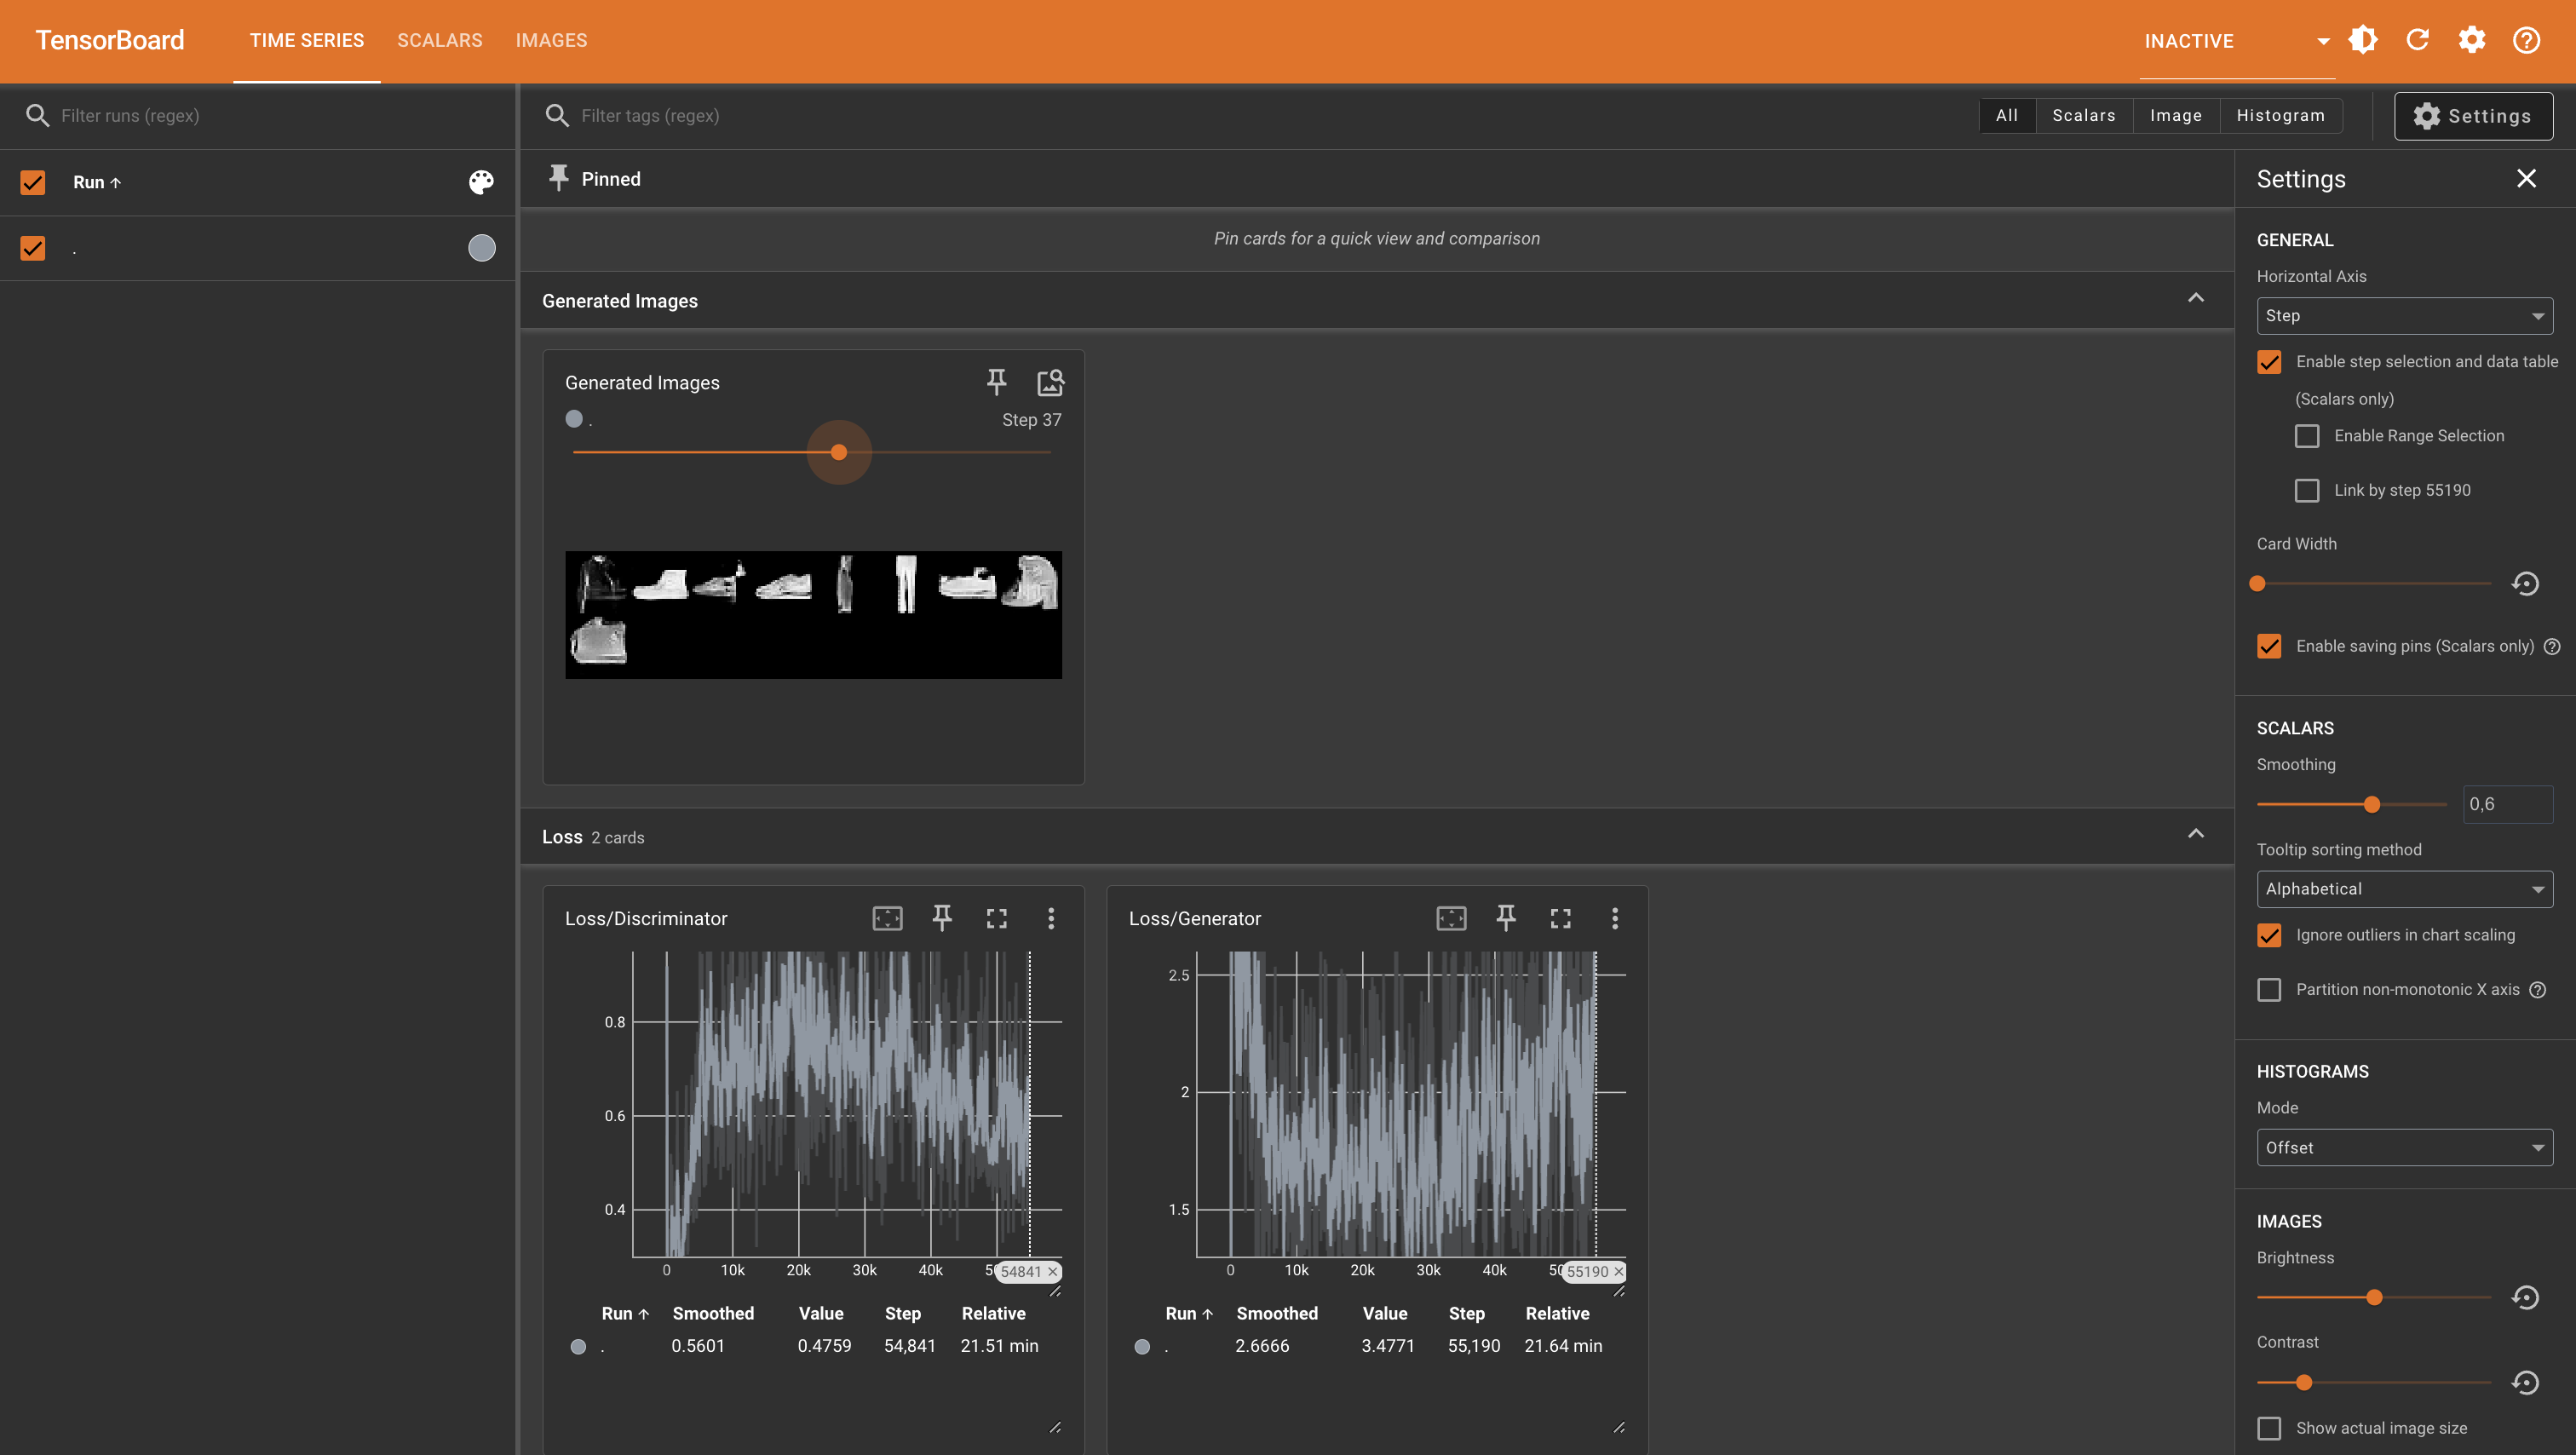 TensorBoard TIME SERIES SCALARS IMAGES INACTIVE
Filter runs (regex)
Run ↑
.
Filter tags (regex)
All Scalars Image Histogram Settings
Pinned
Pin cards for a quick view and comparison
Generated Images
Generated Images
. Step 37
Loss 2 cards
Loss/Discriminator
0.8
0.6
0.4
0 10k 20k 30k 40k 54841 ×
Run ↑ Smoothed Value Step Relative
. 0.5601 0.4759 54,841 21.51 min
Loss/Generator
2.5
2
1.5
0 10k 20k 30k 40k 55190 ×
Run ↑ Smoothed Value Step Relative
. 2.6666 3.4771 55,190 21.64 min
Settings
GENERAL
Horizontal Axis
Step
Enable step selection and data table
(Scalars only)
Enable Range Selection
Link by step 55190
Card Width
Enable saving pins (Scalars only)
SCALARS
Smoothing
0,6
Tooltip sorting method
Alphabetical
Ignore outliers in chart scaling
Partition non-monotonic X axis
HISTOGRAMS
Mode
Offset
IMAGES
Brightness
Contrast
Show actual image size